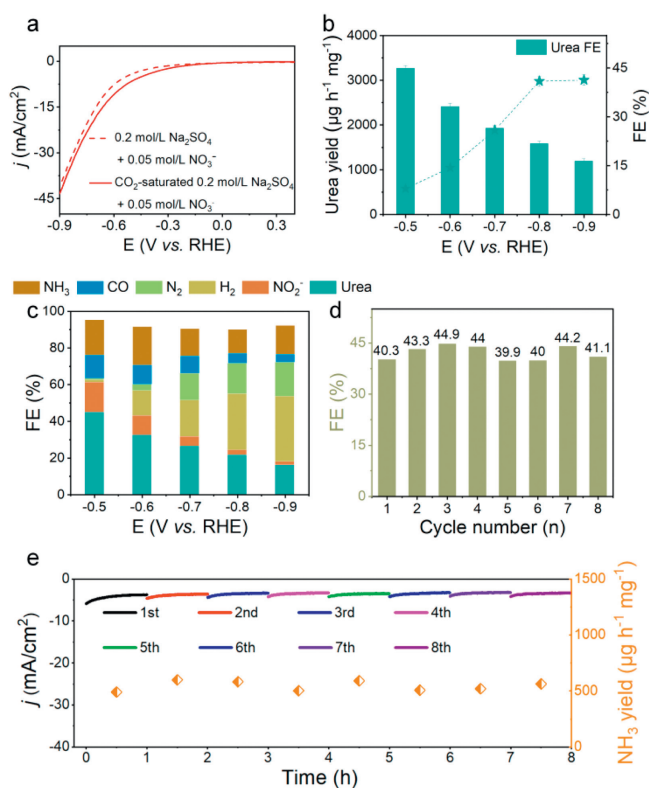 a
j (mA/cm²)
0
-15
-30
-45
0.2 mol/L Na₂SO₄
+ 0.05 mol/L NO₃⁻
CO₂-saturated 0.2 mol/L Na₂SO₄
+ 0.05 mol/L NO₃⁻
-0.9 -0.6 -0.3 0.0 0.3
E (V vs. RHE)
b
Urea yield (µg h⁻¹ mg⁻¹)
4000
3000
2000
1000
0
Urea FE
45
30
15
0
FE (%)
-0.5 -0.6 -0.7 -0.8 -0.9
E (V vs. RHE)
NH₃ CO N₂ H₂ NO₂⁻ Urea
c
FE (%)
100
80
60
40
20
0
-0.5 -0.6 -0.7 -0.8 -0.9
E (V vs. RHE)
d
FE (%)
45
30
15
0
40.3 43.3 44.9 44 39.9 40 44.2 41.1
1 2 3 4 5 6 7 8
Cycle number (n)
e
j (mA/cm²)
0
-10
-20
-30
-40
1st 2nd 3rd 4th
5th 6th 7th 8th
1500
1000
500
0
NH₃ yield (µg h⁻¹ mg⁻¹)
0 1 2 3 4 5 6 7 8
Time (h)